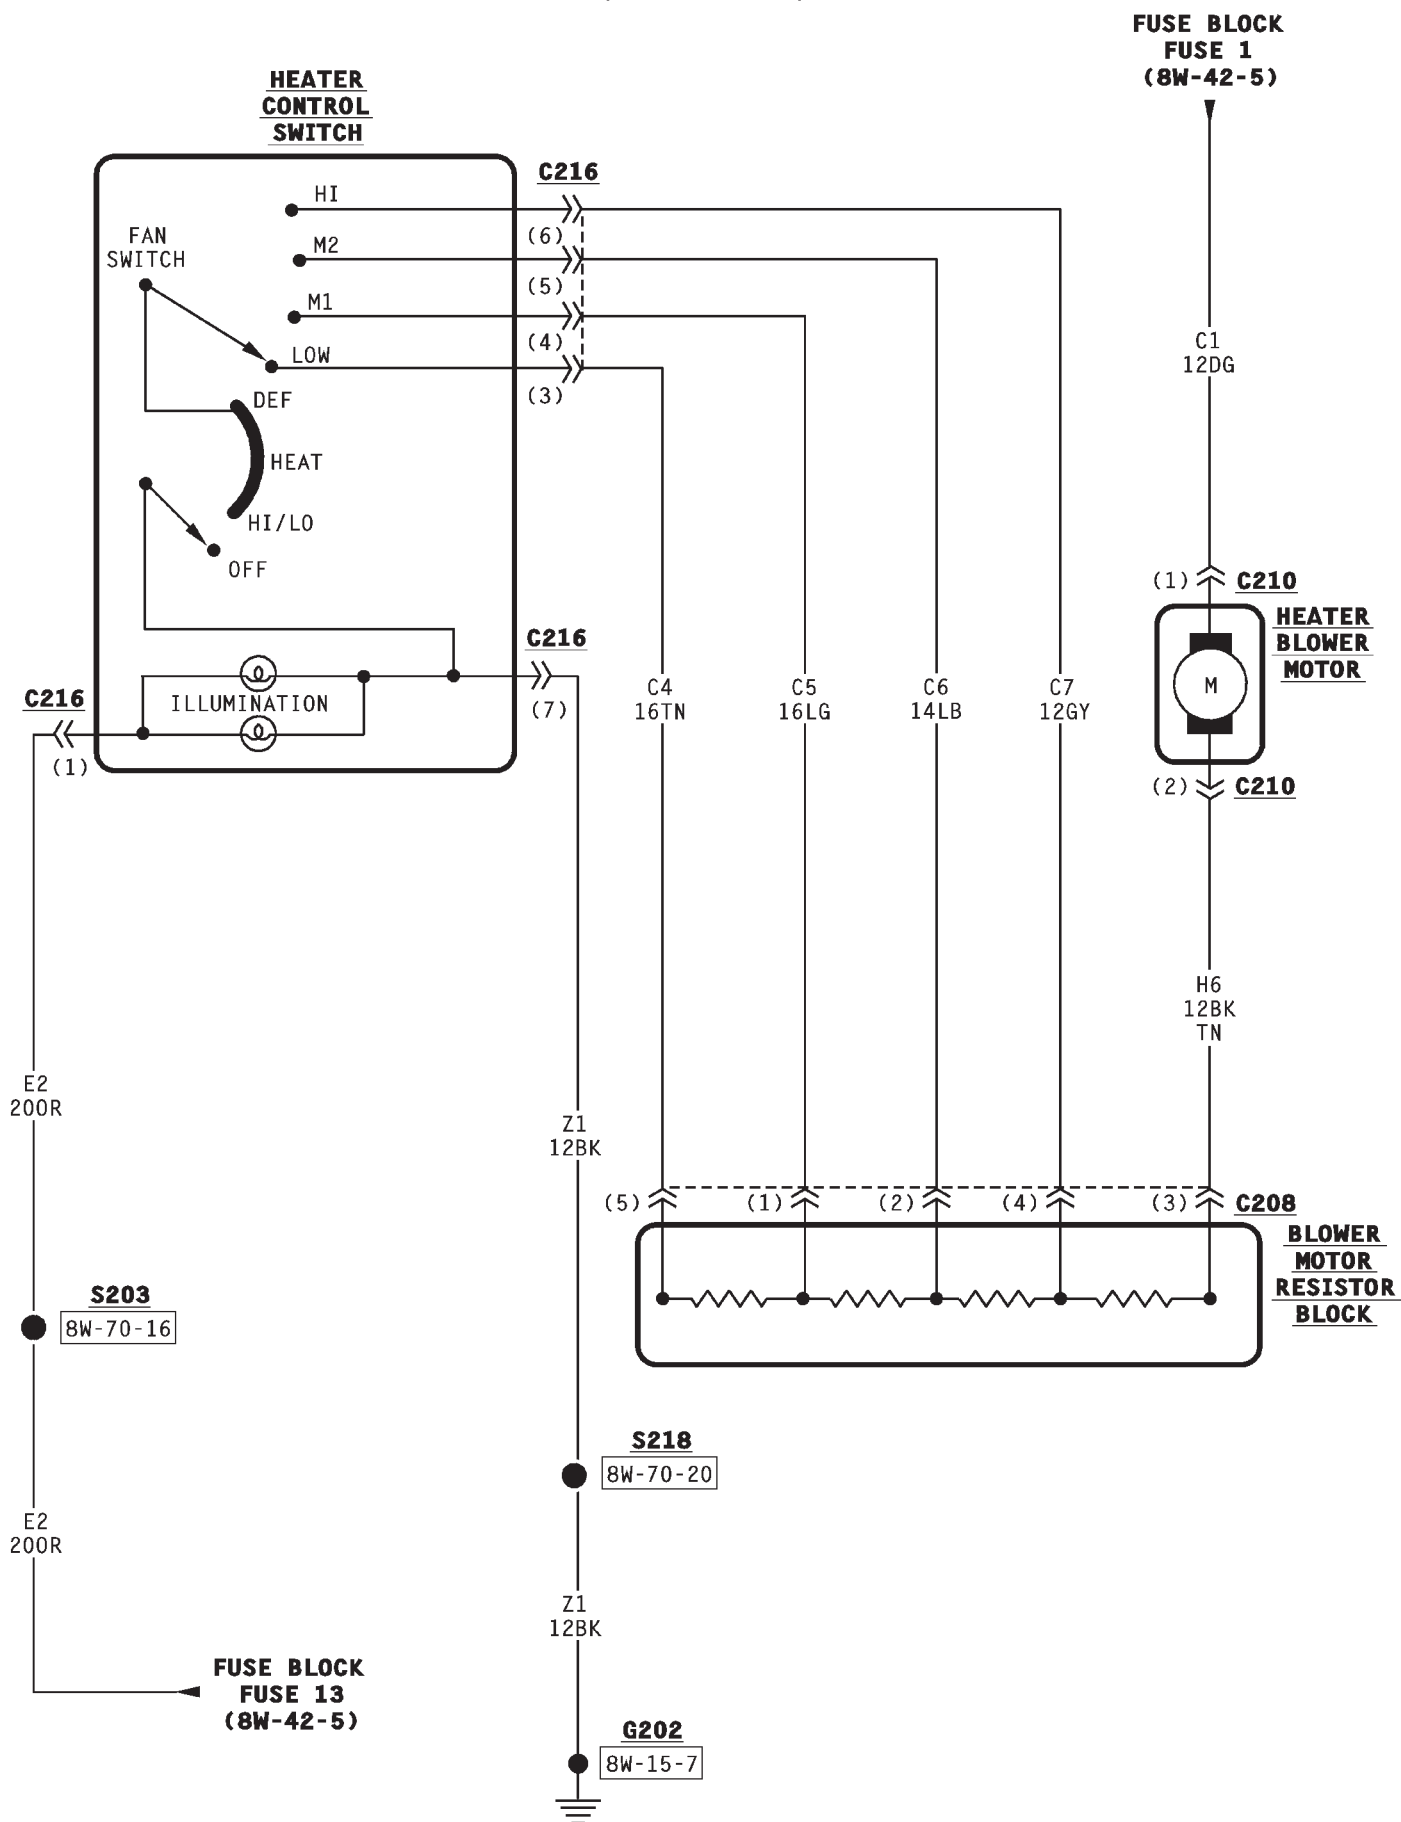 FUSE BLOCK
FUSE 1
(8W-42-5)
HEATER
CONTROL
SWITCH
C216
HI
(6)
FAN
SWITCH
M2
(5)
M1
(4)
LOW
(3)
C1
12DG
DEF
HEAT
HI/LO
OFF
(1)
C210
HEATER
BLOWER
MOTOR
M
(2)
C210
C216
(7)
C216
(1)
ILLUMINATION
C4
16TN
C5
16LG
C6
14LB
C7
12GY
H6
12BK
TN
E2
20OR
Z1
12BK
(5)
(1)
(2)
(4)
(3)
C208
BLOWER
MOTOR
RESISTOR
BLOCK
S203
8W-70-16
S218
8W-70-20
E2
20OR
Z1
12BK
FUSE BLOCK
FUSE 13
(8W-42-5)
G202
8W-15-7